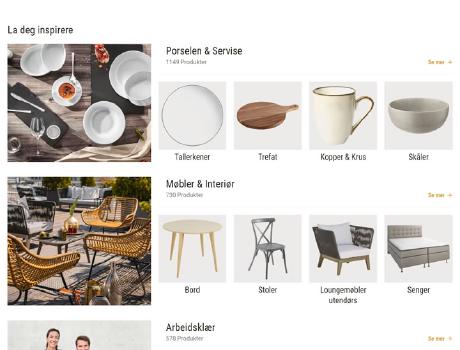 La deg inspirere
Porselen & Servise
1149 Produkter
Se mer →
Tallerkener
Trefat
Kopper & Krus
Skåler
Møbler & Interiør
730 Produkter
Se mer →
Bord
Stoler
Loungemøbler
utendørs
Senger
Arbeidsklær
578 Produkter
Se mer →